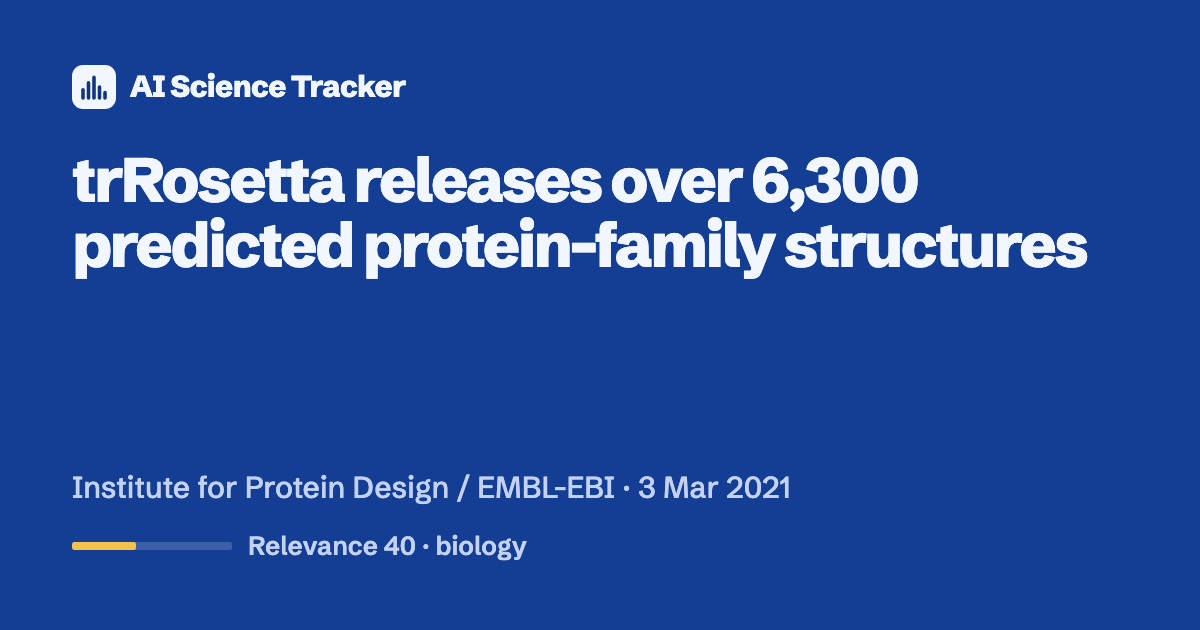 AI Science Tracker
trRosetta releases over 6,300
predicted protein-family structures
Institute for Protein Design / EMBL-EBI · 3 Mar 2021
Relevance 40 · biology